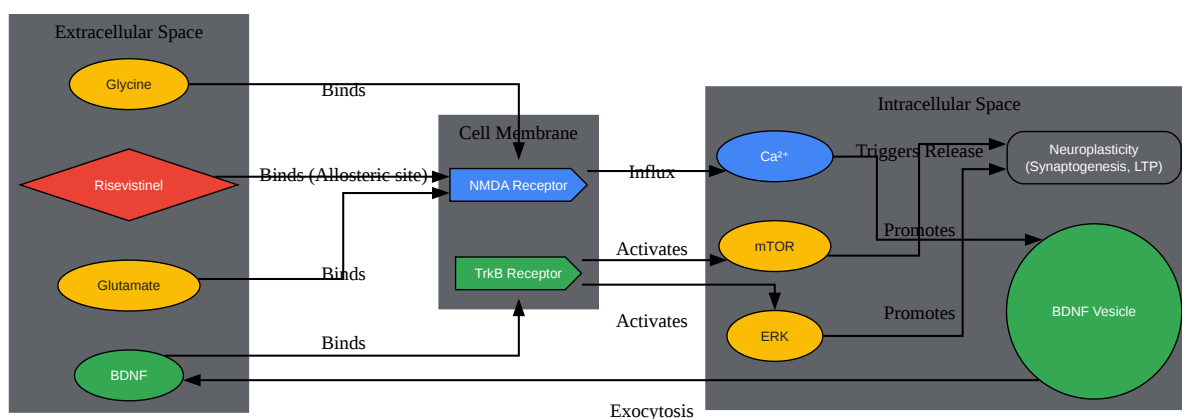 Extracellular Space
Glycine
Binds
Risevistinel
Binds (Allosteric site)
Glutamate
Binds
BDNF
Binds
Cell Membrane
NMDA Receptor
TrkB Receptor
Influx
Activates
Activates
Intracellular Space
Ca²⁺
Triggers Release
Neuroplasticity
(Synaptogenesis, LTP)
mTOR
Promotes
ERK
Promotes
BDNF Vesicle
Exocytosis